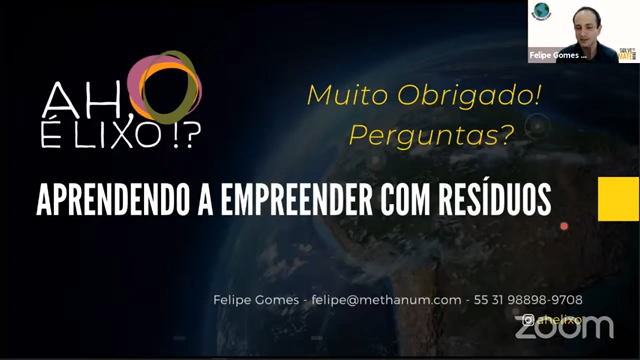 AH,
É LIXO!?
Muito Obrigado!
Perguntas?
APRENDENDO A EMPREENDER COM RESÍDUOS
Felipe Gomes - felipe@methanum.com - 55 31 98898-9708
ahelixo
zoom
Felipe Gomes ...